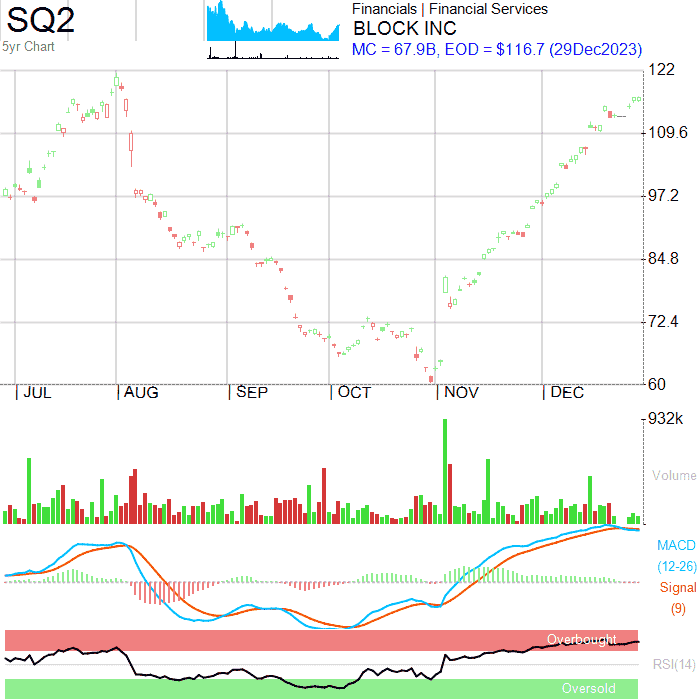 SQ2
5yr Chart
Financials | Financial Services
BLOCK INC
MC = 67.9B, EOD = $116.7 (29Dec2023)
122
109.6
97.2
84.8
72.4
60
JUL AUG SEP OCT NOV DEC
932k
Volume
MACD
(12-26)
Signal
(9)
Overbought
RSI(14)
Oversold